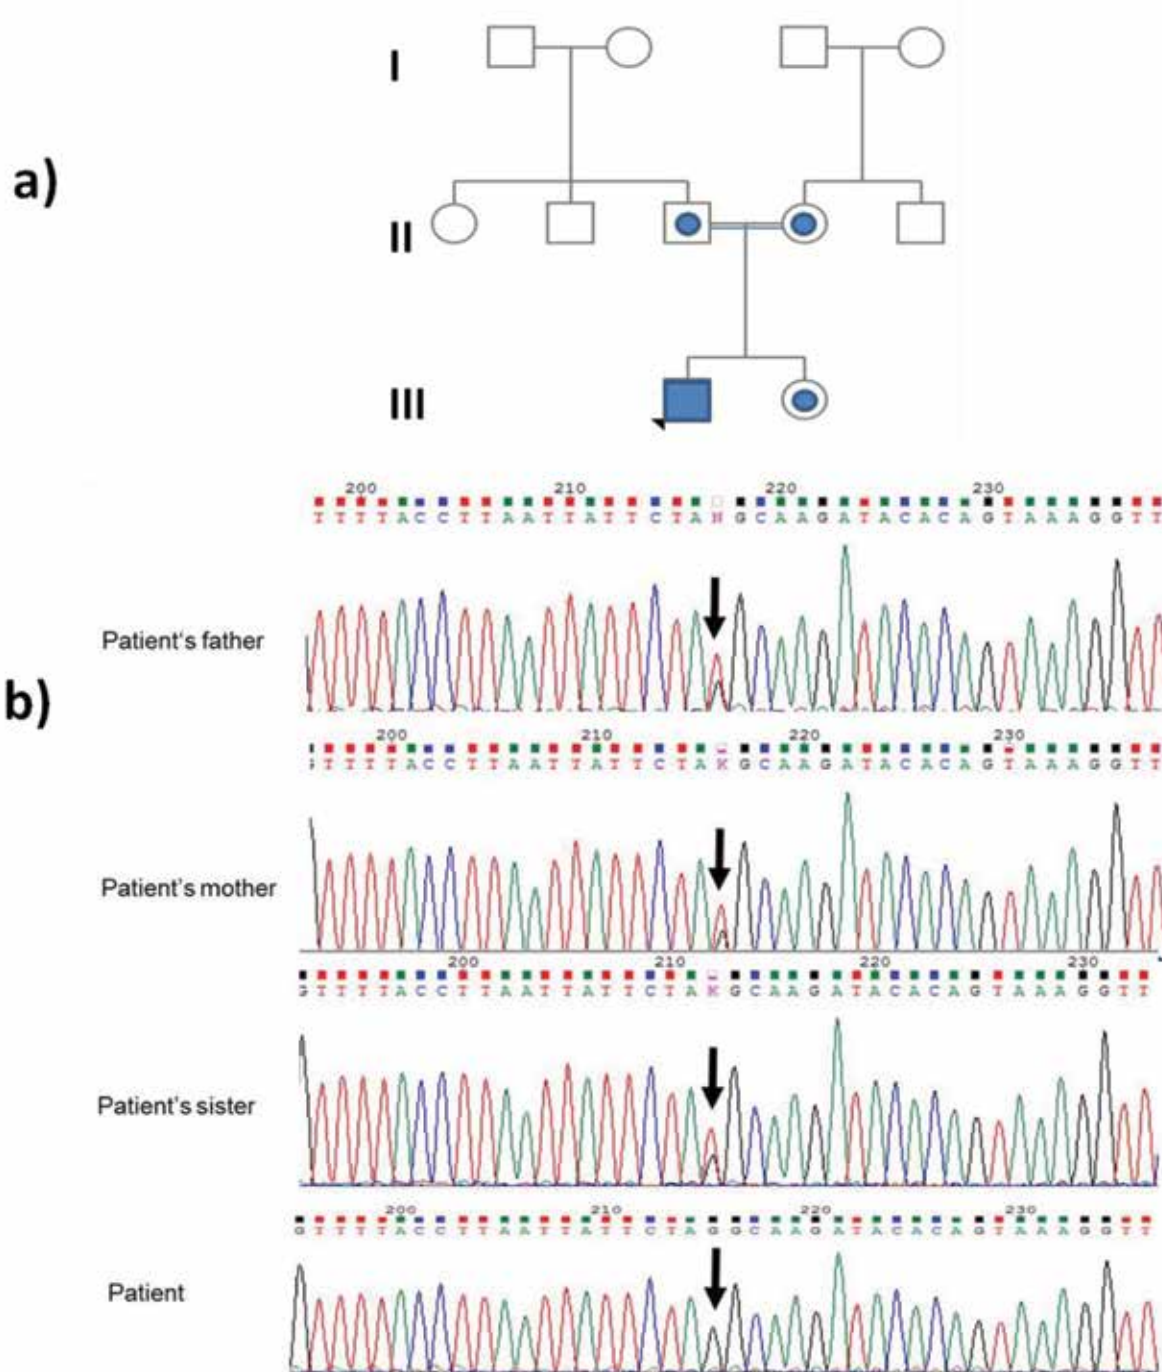 I
a)
II
III
200 210 220 230
T T T T A C C T T A A T T A T T C T A N G C A A G A T A C A C A G T A A A G G T T
Patient's father
b)
200 210 220 230
G T T T T A C C T T A A T T A T T C T A K G C A A G A T A C A C A G T A A A G G T T
Patient's mother
200 210 220 230
G T T T T A C C T T A A T T A T T C T A K G C A A G A T A C A C A G T A A A G G T T
Patient's sister
200 210 220 230
G T T T T A C C T T A A T T A T T C T A G G C A A G A T A C A C A G T A A A G G T T
Patient